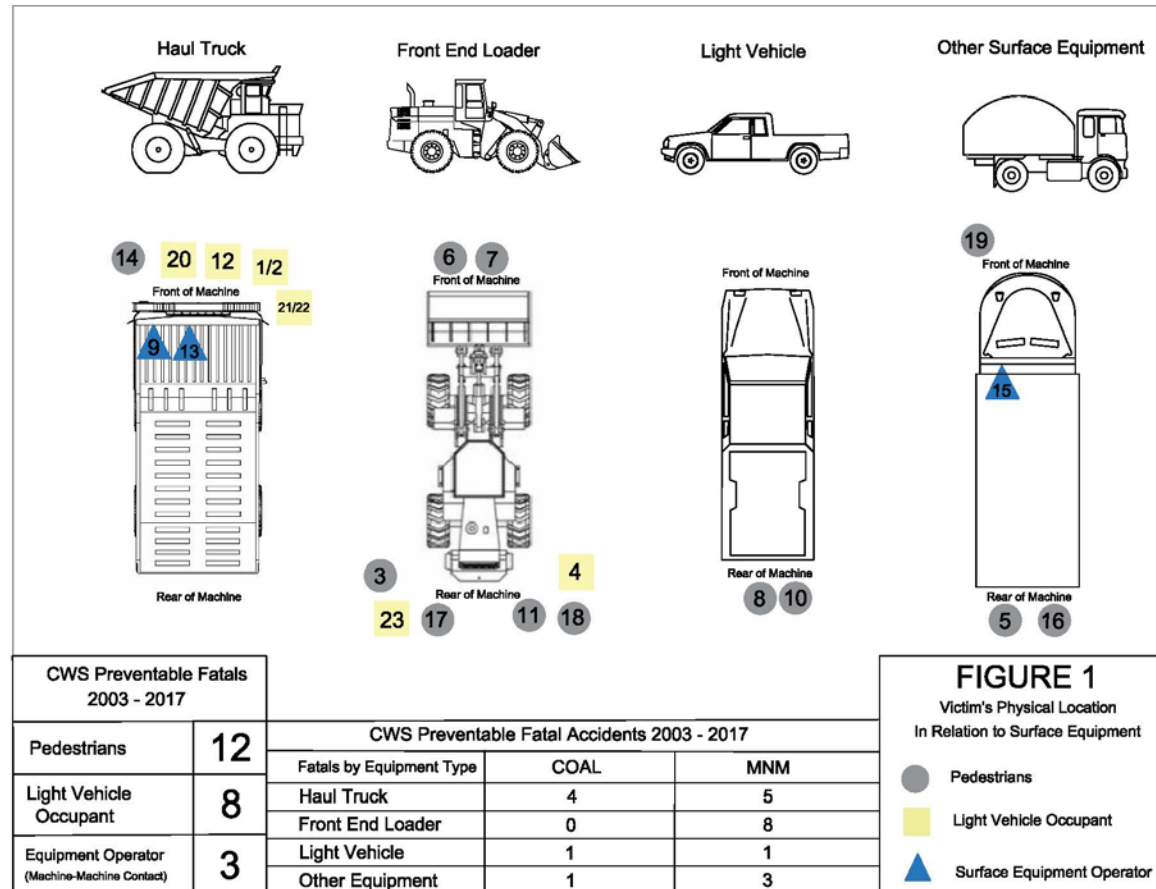 Haul Truck
Front End Loader
Light Vehicle
Other Surface Equipment
14
20
12
1/2
21/22
Front of Machine
9
13
Rear of Machine
6
7
Front of Machine
3
4
Rear of Machine
23
17
11
18
Front of Machine
Rear of Machine
8
10
19
Front of Machine
15
Rear of Machine
5
16
CWS Preventable Fatals
2003 - 2017
Pedestrians 12
Light Vehicle
Occupant 8
Equipment Operator
(Machine-Machine Contact) 3
CWS Preventable Fatal Accidents 2003 - 2017
Fatals by Equipment Type COAL MNM
Haul Truck 4 5
Front End Loader 0 8
Light Vehicle 1 1
Other Equipment 1 3
FIGURE 1
Victim's Physical Location
In Relation to Surface Equipment
Pedestrians
Light Vehicle Occupant
Surface Equipment Operator